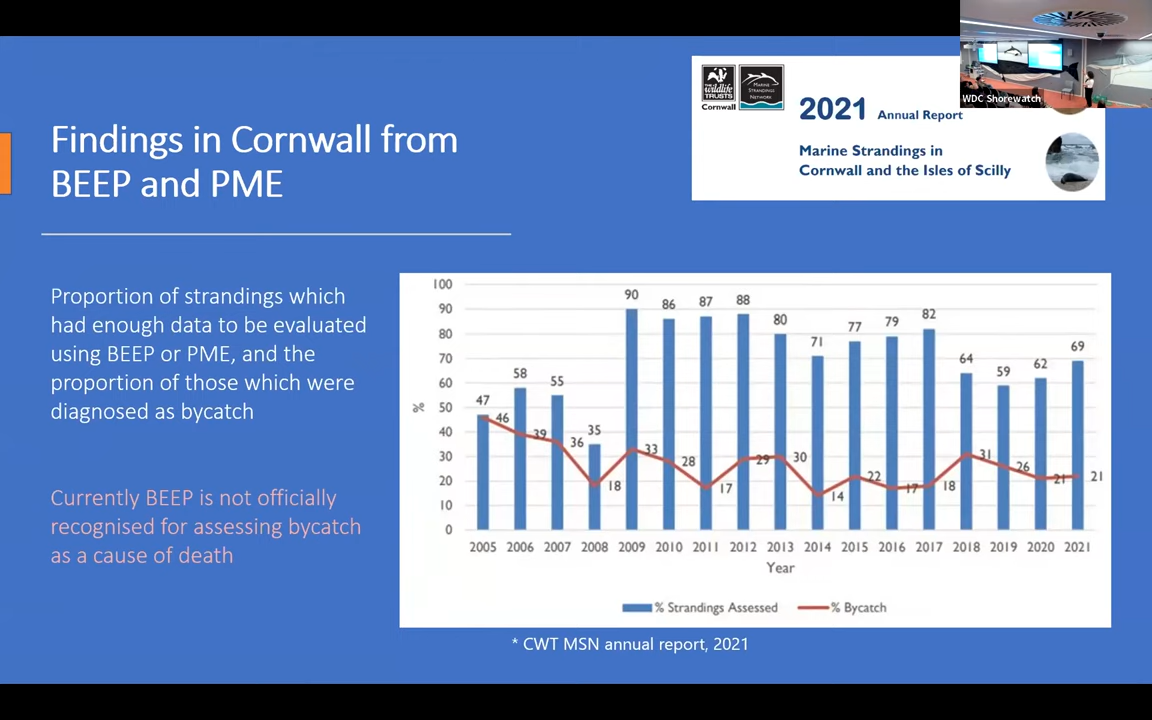 WDC Shorewatch
Findings in Cornwall from
BEEP and PME
THE
wildlife
TRUSTS
Cornwall
MARINE
STRANDINGS
NETWORK
2021 Annual Report
Marine Strandings in
Cornwall and the Isles of Scilly
Proportion of strandings which
had enough data to be evaluated
using BEEP or PME, and the
proportion of those which were
diagnosed as bycatch
Currently BEEP is not officially
recognised for assessing bycatch
as a cause of death
%
100
90
80
70
60
50
40
30
20
10
0
47 58 55 35 90 86 87 88 80 71 77 79 82 64 59 62 69
46 39 36 18 33 28 17 29 30 14 22 17 18 31 26 21 21
2005 2006 2007 2008 2009 2010 2011 2012 2013 2014 2015 2016 2017 2018 2019 2020 2021
Year
% Strandings Assessed % Bycatch
* CWT MSN annual report, 2021